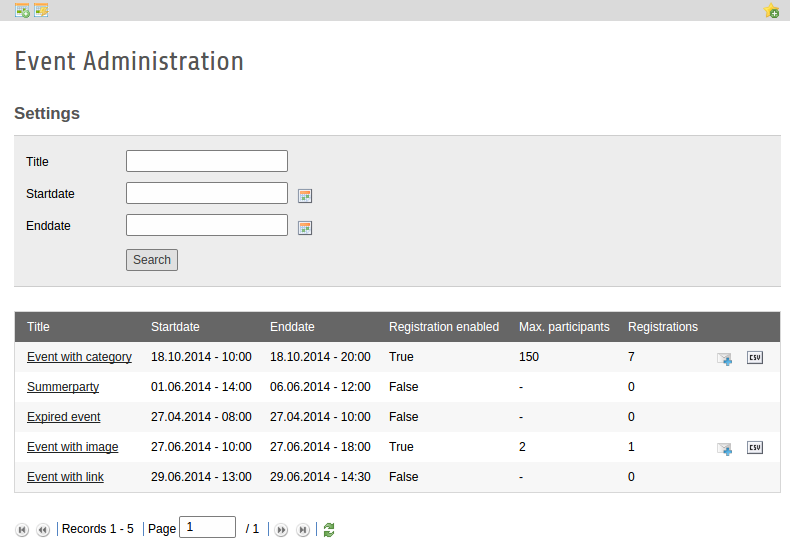 Event Administration
Settings
Title
Startdate
Enddate
Search
Title Startdate Enddate Registration enabled Max. participants Registrations
Event with category 18.10.2014 - 10:00 18.10.2014 - 20:00 True 150 7 CSV
Summerparty 01.06.2014 - 14:00 06.06.2014 - 12:00 False - 0
Expired event 27.04.2014 - 08:00 27.04.2014 - 10:00 False - 0
Event with image 27.06.2014 - 10:00 27.06.2014 - 18:00 True 2 1 CSV
Event with link 29.06.2014 - 13:00 29.06.2014 - 14:30 False - 0
Records 1 - 5 Page 1 / 1